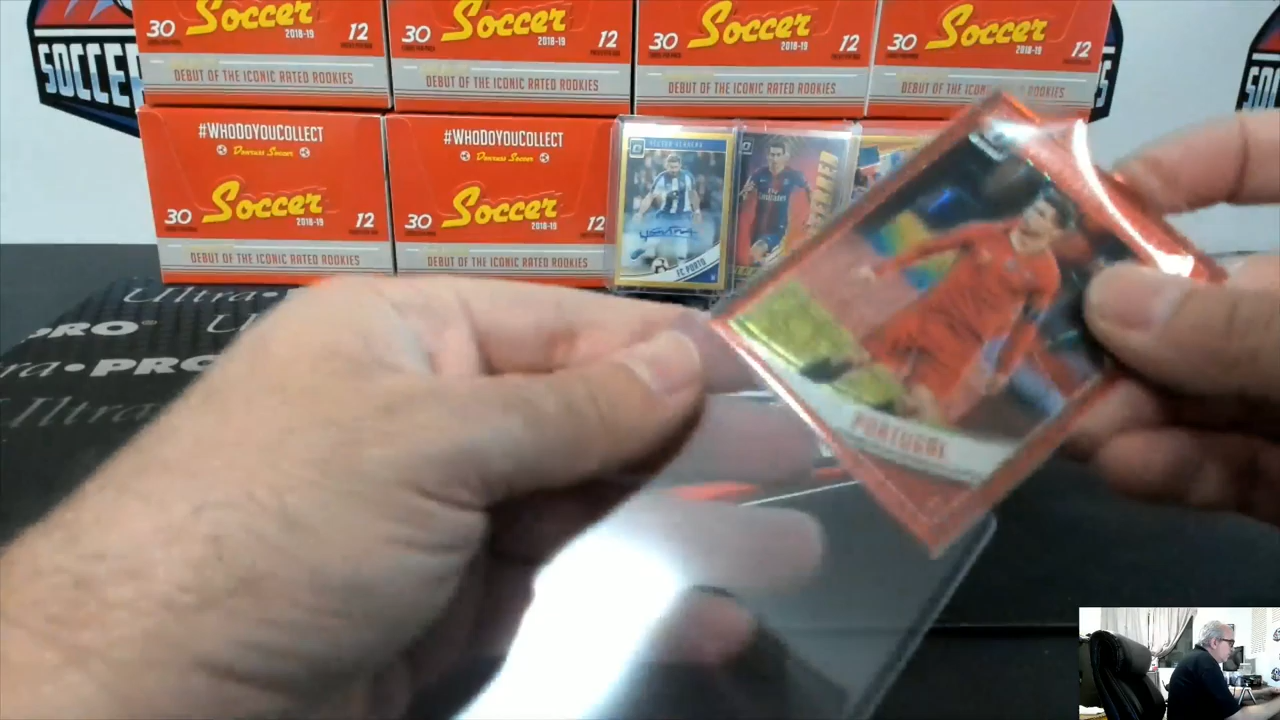 SOCCER
Soccer
2018-19
30
12
DEBUT OF THE ICONIC RATED ROOKIES
Soccer
2018-19
30
12
DEBUT OF THE ICONIC RATED ROOKIES
Soccer
2018-19
30
12
DEBUT OF THE ICONIC RATED ROOKIES
Soccer
2018-19
30
12
DEBUT OF THE ICONIC RATED ROOKIES
#WHODOYOUCOLLECT
Donruss Soccer
Soccer
2018-19
30
12
DEBUT OF THE ICONIC RATED ROOKIES
#WHODOYOUCOLLECT
Donruss Soccer
Soccer
2018-19
30
12
DEBUT OF THE ICONIC RATED ROOKIES
FC PORTO
Fly
Emirates
PORTUGAL
Ultra
PRO
Ultra
PRO